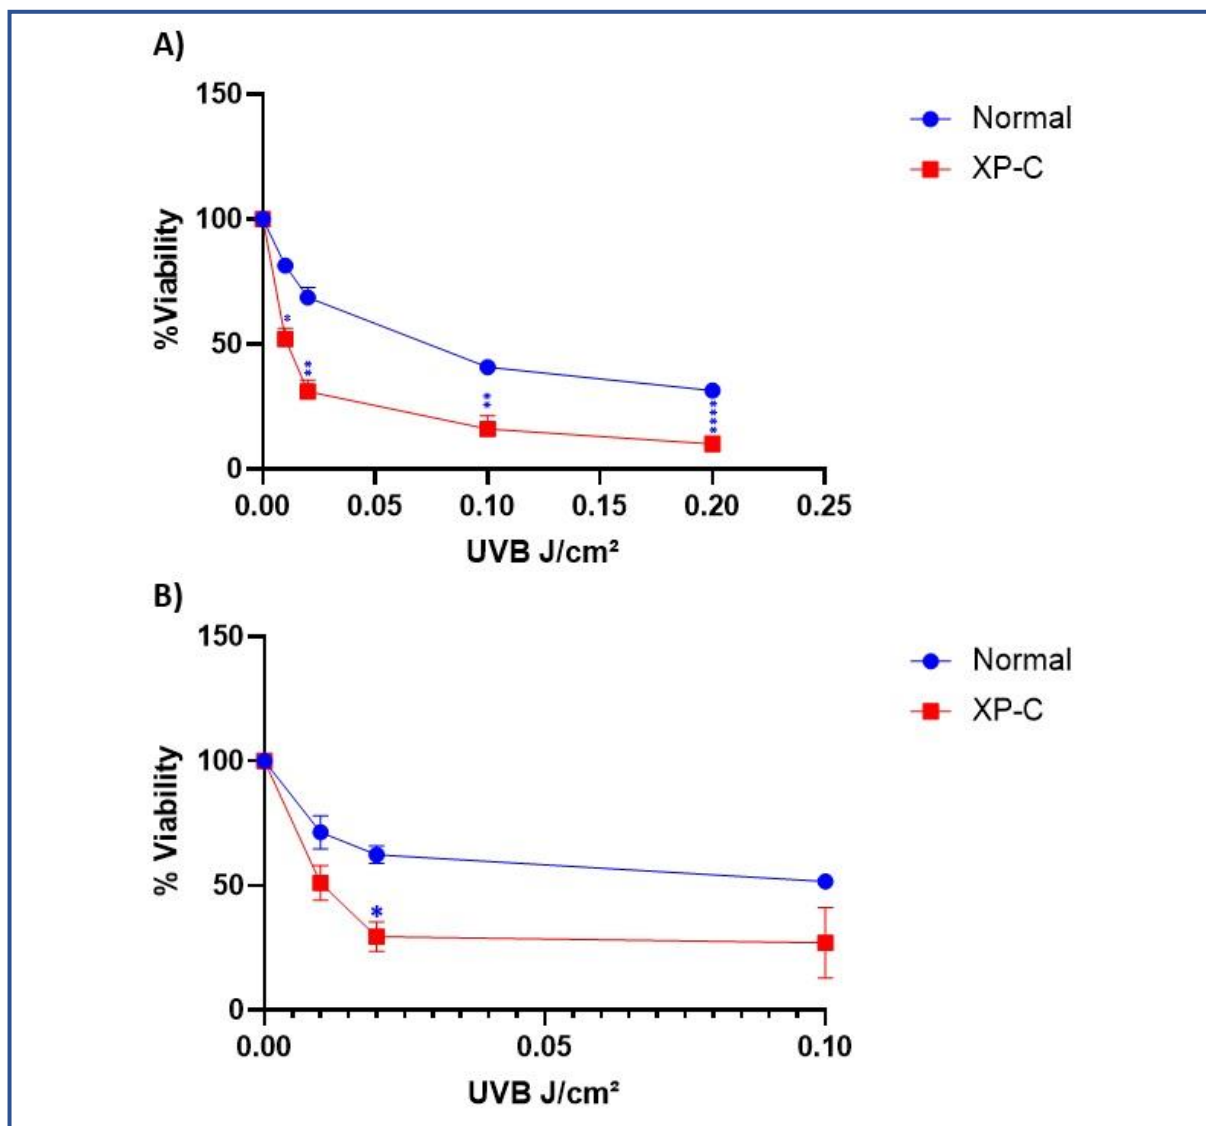 A)
150
100
50
0
%Viability
*
**
**
****
0.00 0.05 0.10 0.15 0.20 0.25
UVB J/cm²
Normal
XP-C
B)
150
100
50
0
% Viability
*
0.00 0.05 0.10
UVB J/cm²
Normal
XP-C